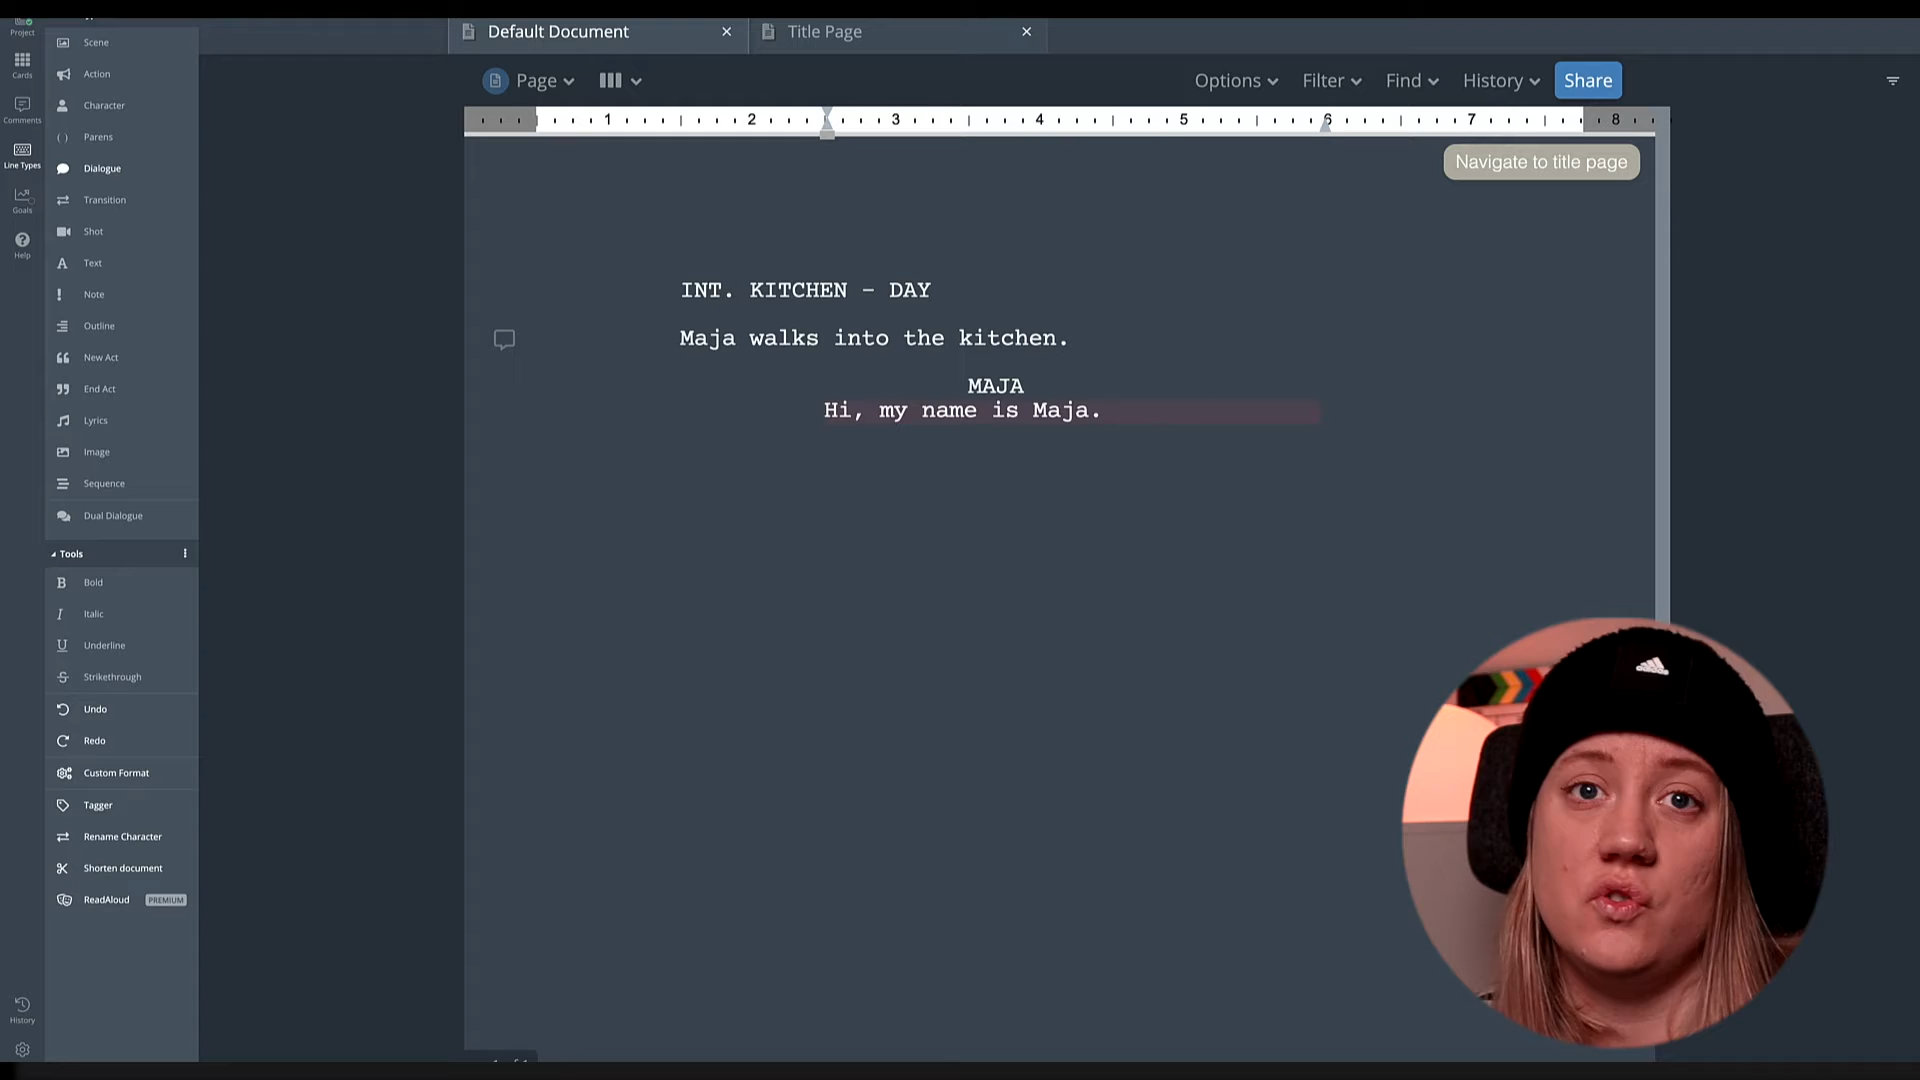 Default Document
Title Page
Project
Cards
Comments
Line Types
Goals
Help
History
Scene
Action
Character
Parens
Dialogue
Transition
Shot
Text
Note
Outline
New Act
End Act
Lyrics
Image
Sequence
Dual Dialogue
Tools
Bold
Italic
Underline
Strikethrough
Undo
Redo
Custom Format
Tagger
Rename Character
Shorten document
ReadAloud PREMIUM
Page
Options Filter Find History Share
1 2 3 4 5 6 7 8
Navigate to title page
INT. KITCHEN - DAY
Maja walks into the kitchen.
MAJA
Hi, my name is Maja.